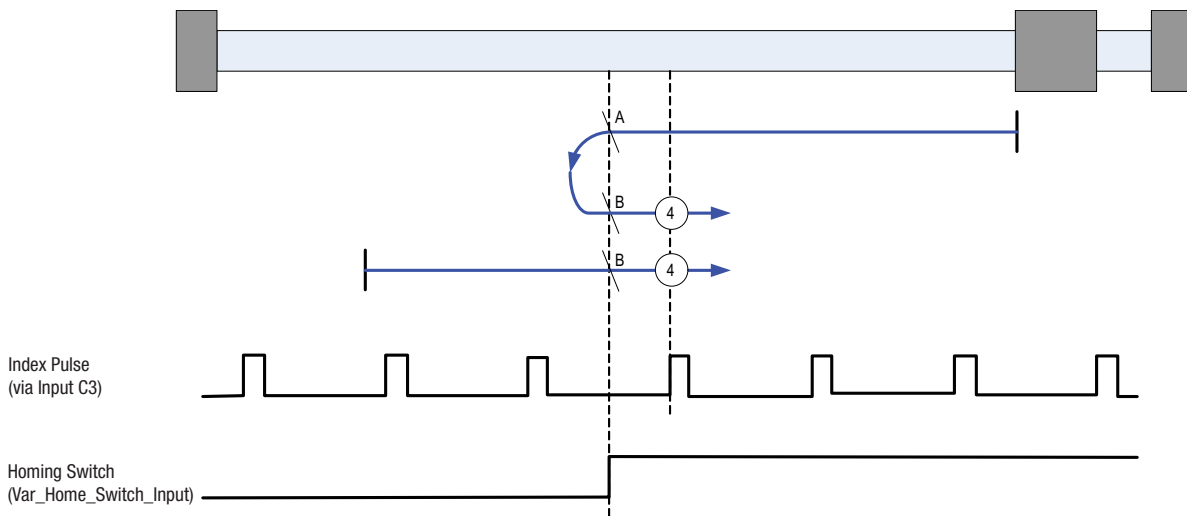 A
B
4
B
4
Index Pulse
(via Input C3)
Homing Switch
(Var_Home_Switch_Input)